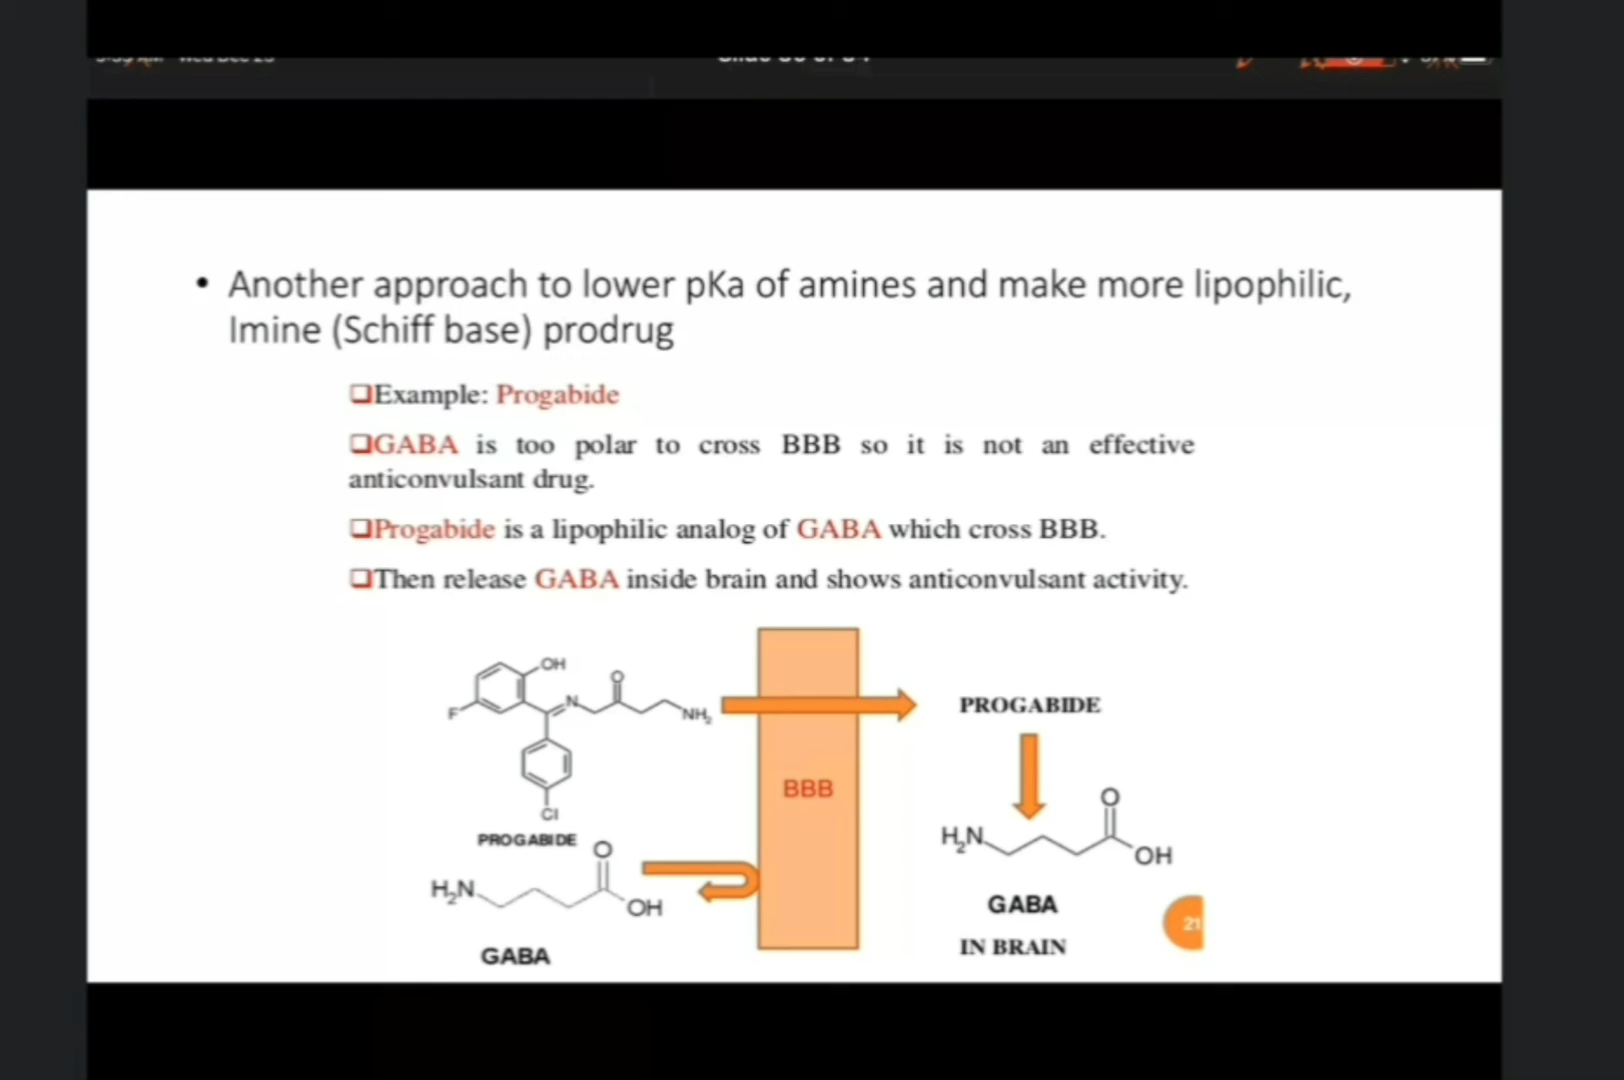 • Another approach to lower pKa of amines and make more lipophilic,
Imine (Schiff base) prodrug
❑Example: Progabide
❑GABA is too polar to cross BBB so it is not an effective
anticonvulsant drug.
❑Progabide is a lipophilic analog of GABA which cross BBB.
❑Then release GABA inside brain and shows anticonvulsant activity.
OH
O
N
F
NH₂
Cl
PROGABIDE
BBB
PROGABIDE
O
H₂N
OH
GABA
O
H₂N
OH
GABA
IN BRAIN
21